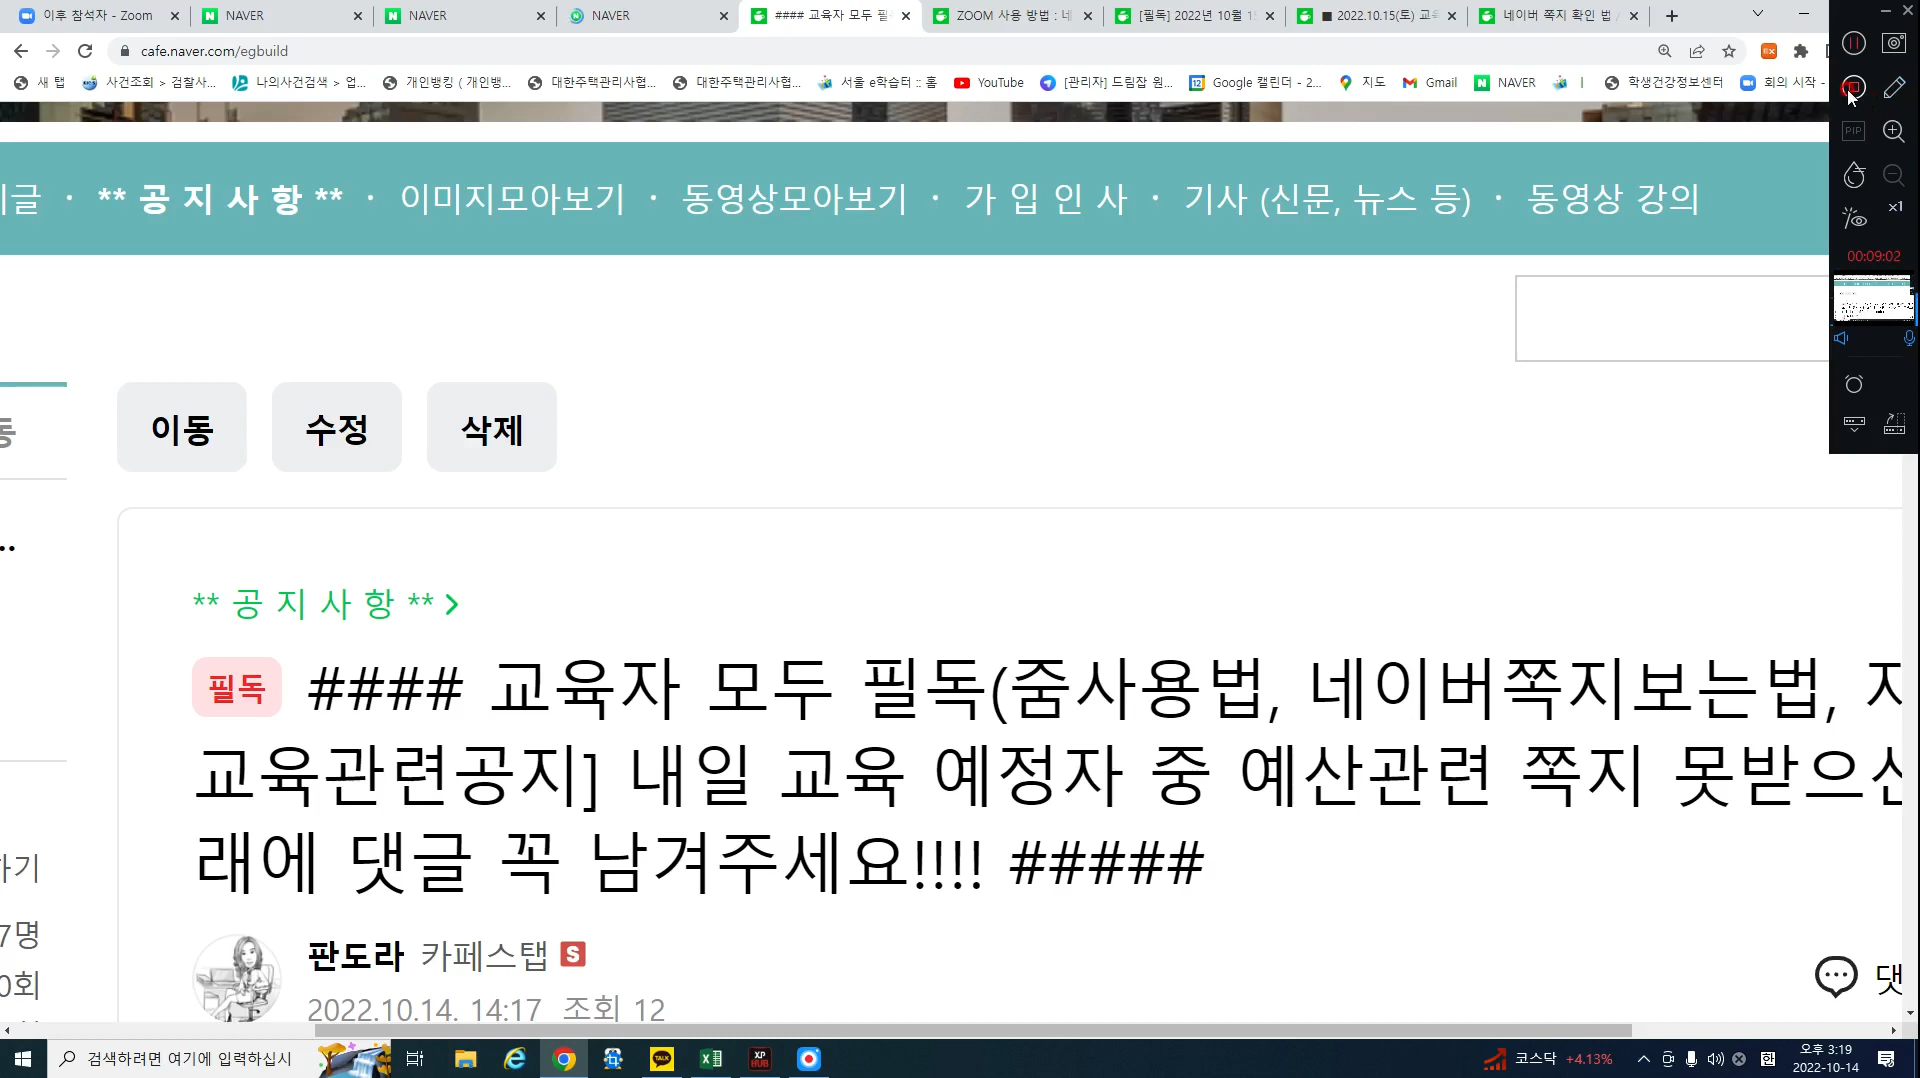 이후 참석자 - Zoom
NAVER
NAVER
NAVER
#### 교육자 모두 필
ZOOM 사용 방법 : 네
[필독] 2022년 10월 1
■ 2022.10.15(토) 교육
네이버 쪽지 확인 법
cafe.naver.com/egbuild
새 탭
사건조회 > 검찰사...
나의사건검색 > 업...
개인뱅킹 ( 개인뱅...
대한주택관리사협...
대한주택관리사협...
서울 e학습터 :: 홈
YouTube
[관리자] 드림잡 원...
Google 캘린더 - 2...
지도
Gmail
NAVER
학생건강정보센터
회의 시작 -
PIP
x1
00:09:02
글 · ** 공 지 사 항 ** · 이미지모아보기 · 동영상모아보기 · 가 입 인 사 · 기사 (신문, 뉴스 등) · 동영상 강의
이동 수정 삭제
..
** 공 지 사 항 ** >
필독 #### 교육자 모두 필독(줌사용법, 네이버쪽지보는법,
교육관련공지] 내일 교육 예정자 중 예산관련 쪽지 못받으신
래에 댓글 꼭 남겨주세요!!!! #####
하기
7명
0회
판도라 카페스탭 S
2022.10.14. 14:17 조회 12
댓
검색하려면 여기에 입력하십시
TALK
XP HUB
코스닥 +4.13%
한
오후 3:19
2022-10-14